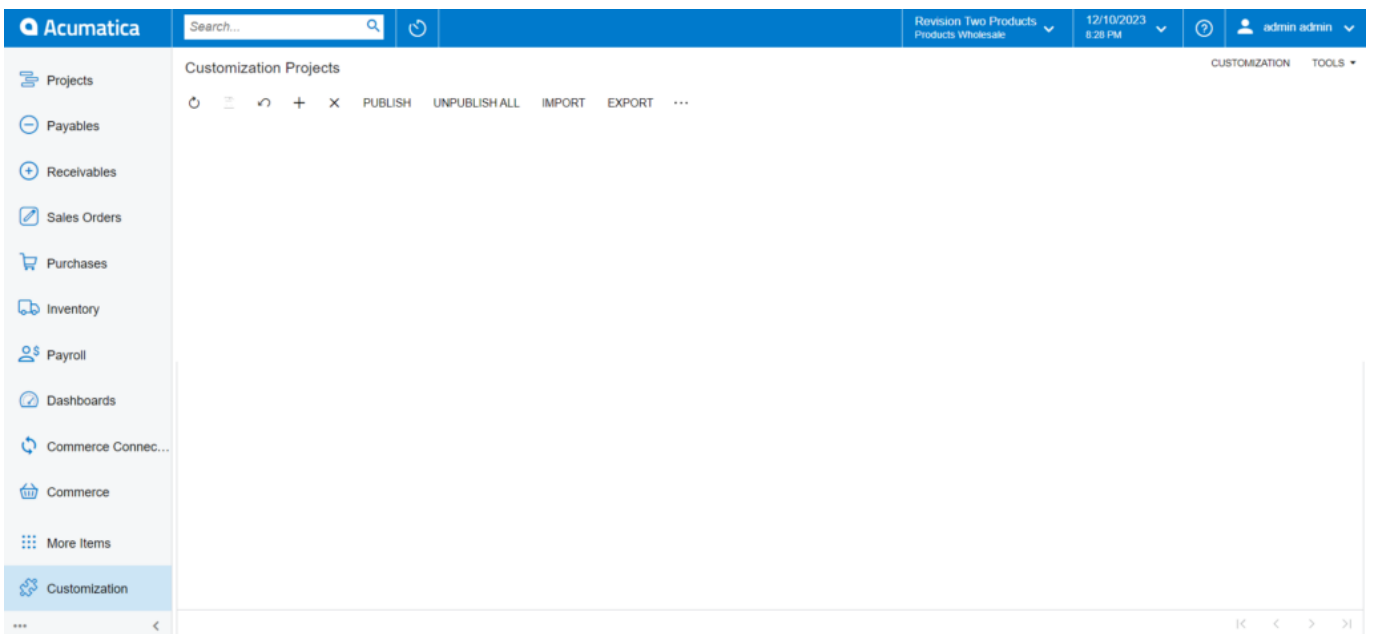 Acumatica
Search...
Revision Two Products
Products Wholesale
12/10/2023
8:28 PM
admin admin
Projects
Payables
Receivables
Sales Orders
Purchases
Inventory
Payroll
Dashboards
Commerce Connec...
Commerce
More Items
Customization
Customization Projects
CUSTOMIZATION TOOLS
PUBLISH UNPUBLISH ALL IMPORT EXPORT